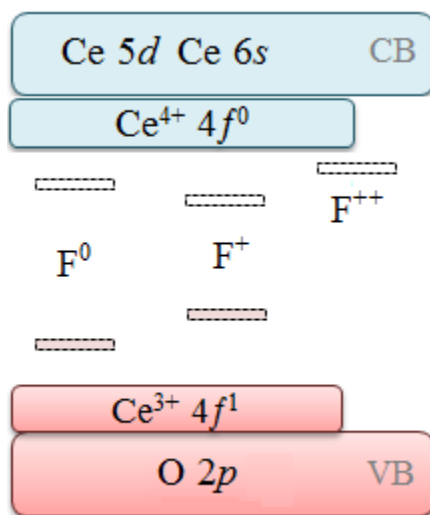 Ce 5d Ce 6s CB
Ce⁴⁺ 4f⁰
F⁰ F⁺ F⁺⁺
Ce³⁺ 4f¹
O 2p VB